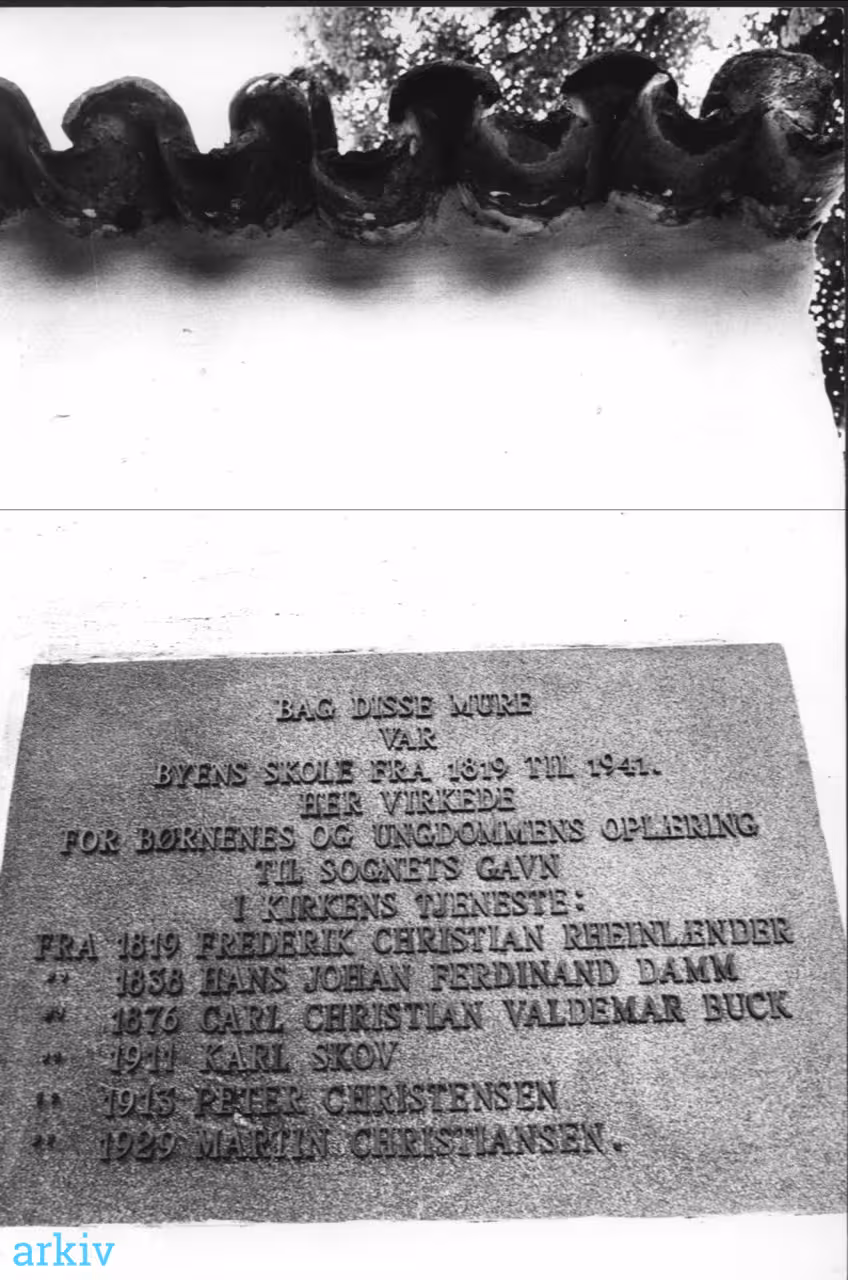 BAG DISSE MURE
VAR
BYENS SKOLE FRA 1819 TIL 1941.
HER VIRKEDE
FOR BØRNENES OG UNGDOMMENS OPLÆRING
TIL SOGNETS GAVN
I KIRKENS TJENESTE:
FRA 1819 FREDERIK CHRISTIAN RHEINLÆNDER
" 1838 HANS JOHAN FERDINAND DAMM
" 1876 CARL CHRISTIAN VALDEMAR BUCK
" 1911 KARL SKOV
" 1913 PETER CHRISTENSEN
" 1929 MARTIN CHRISTIANSEN.
arkiv